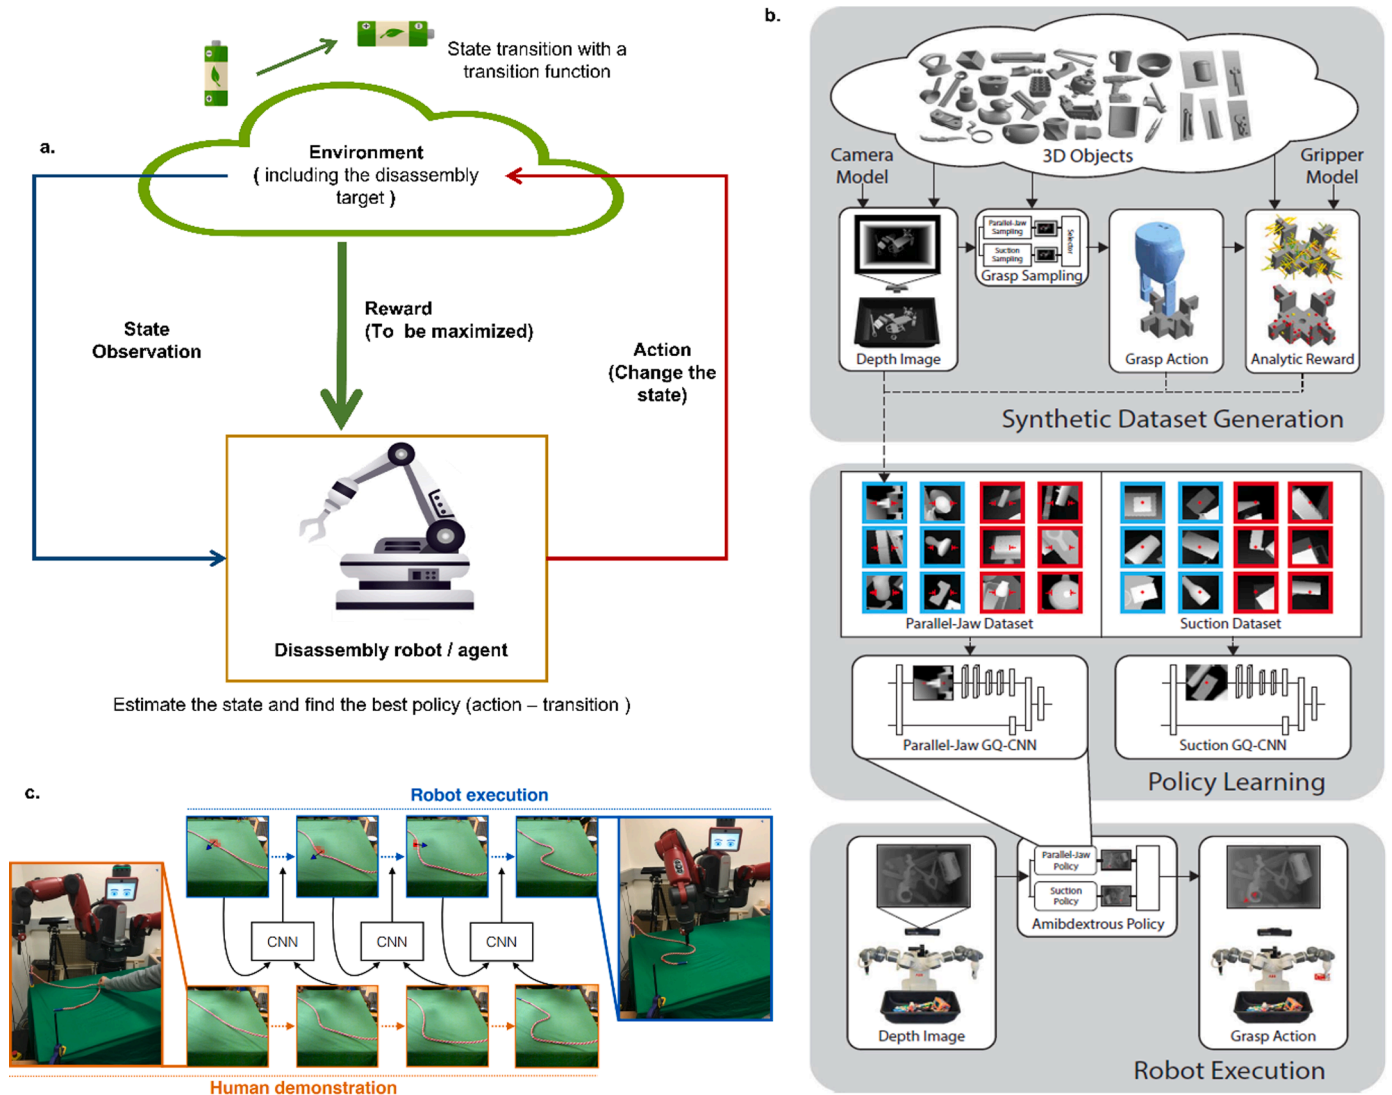 a.
State transition with a
transition function
Environment
( including the disassembly
target )
State
Observation
Reward
(To be maximized)
Action
(Change the
state)
Disassembly robot / agent
Estimate the state and find the best policy (action – transition )
b.
3D Objects
Camera
Model
Gripper
Model
Parallel-Jaw
Sampling
Suction
Sampling
Selector
Grasp Sampling
Depth Image
Grasp Action
Analytic Reward
Synthetic Dataset Generation
Parallel-Jaw Dataset
Suction Dataset
Parallel-Jaw GQ-CNN
Suction GQ-CNN
Policy Learning
Parallel-Jaw
Policy
Suction
Policy
Amibdextrous Policy
Depth Image
Grasp Action
Robot Execution
c.
Robot execution
CNN
CNN
CNN
Human demonstration